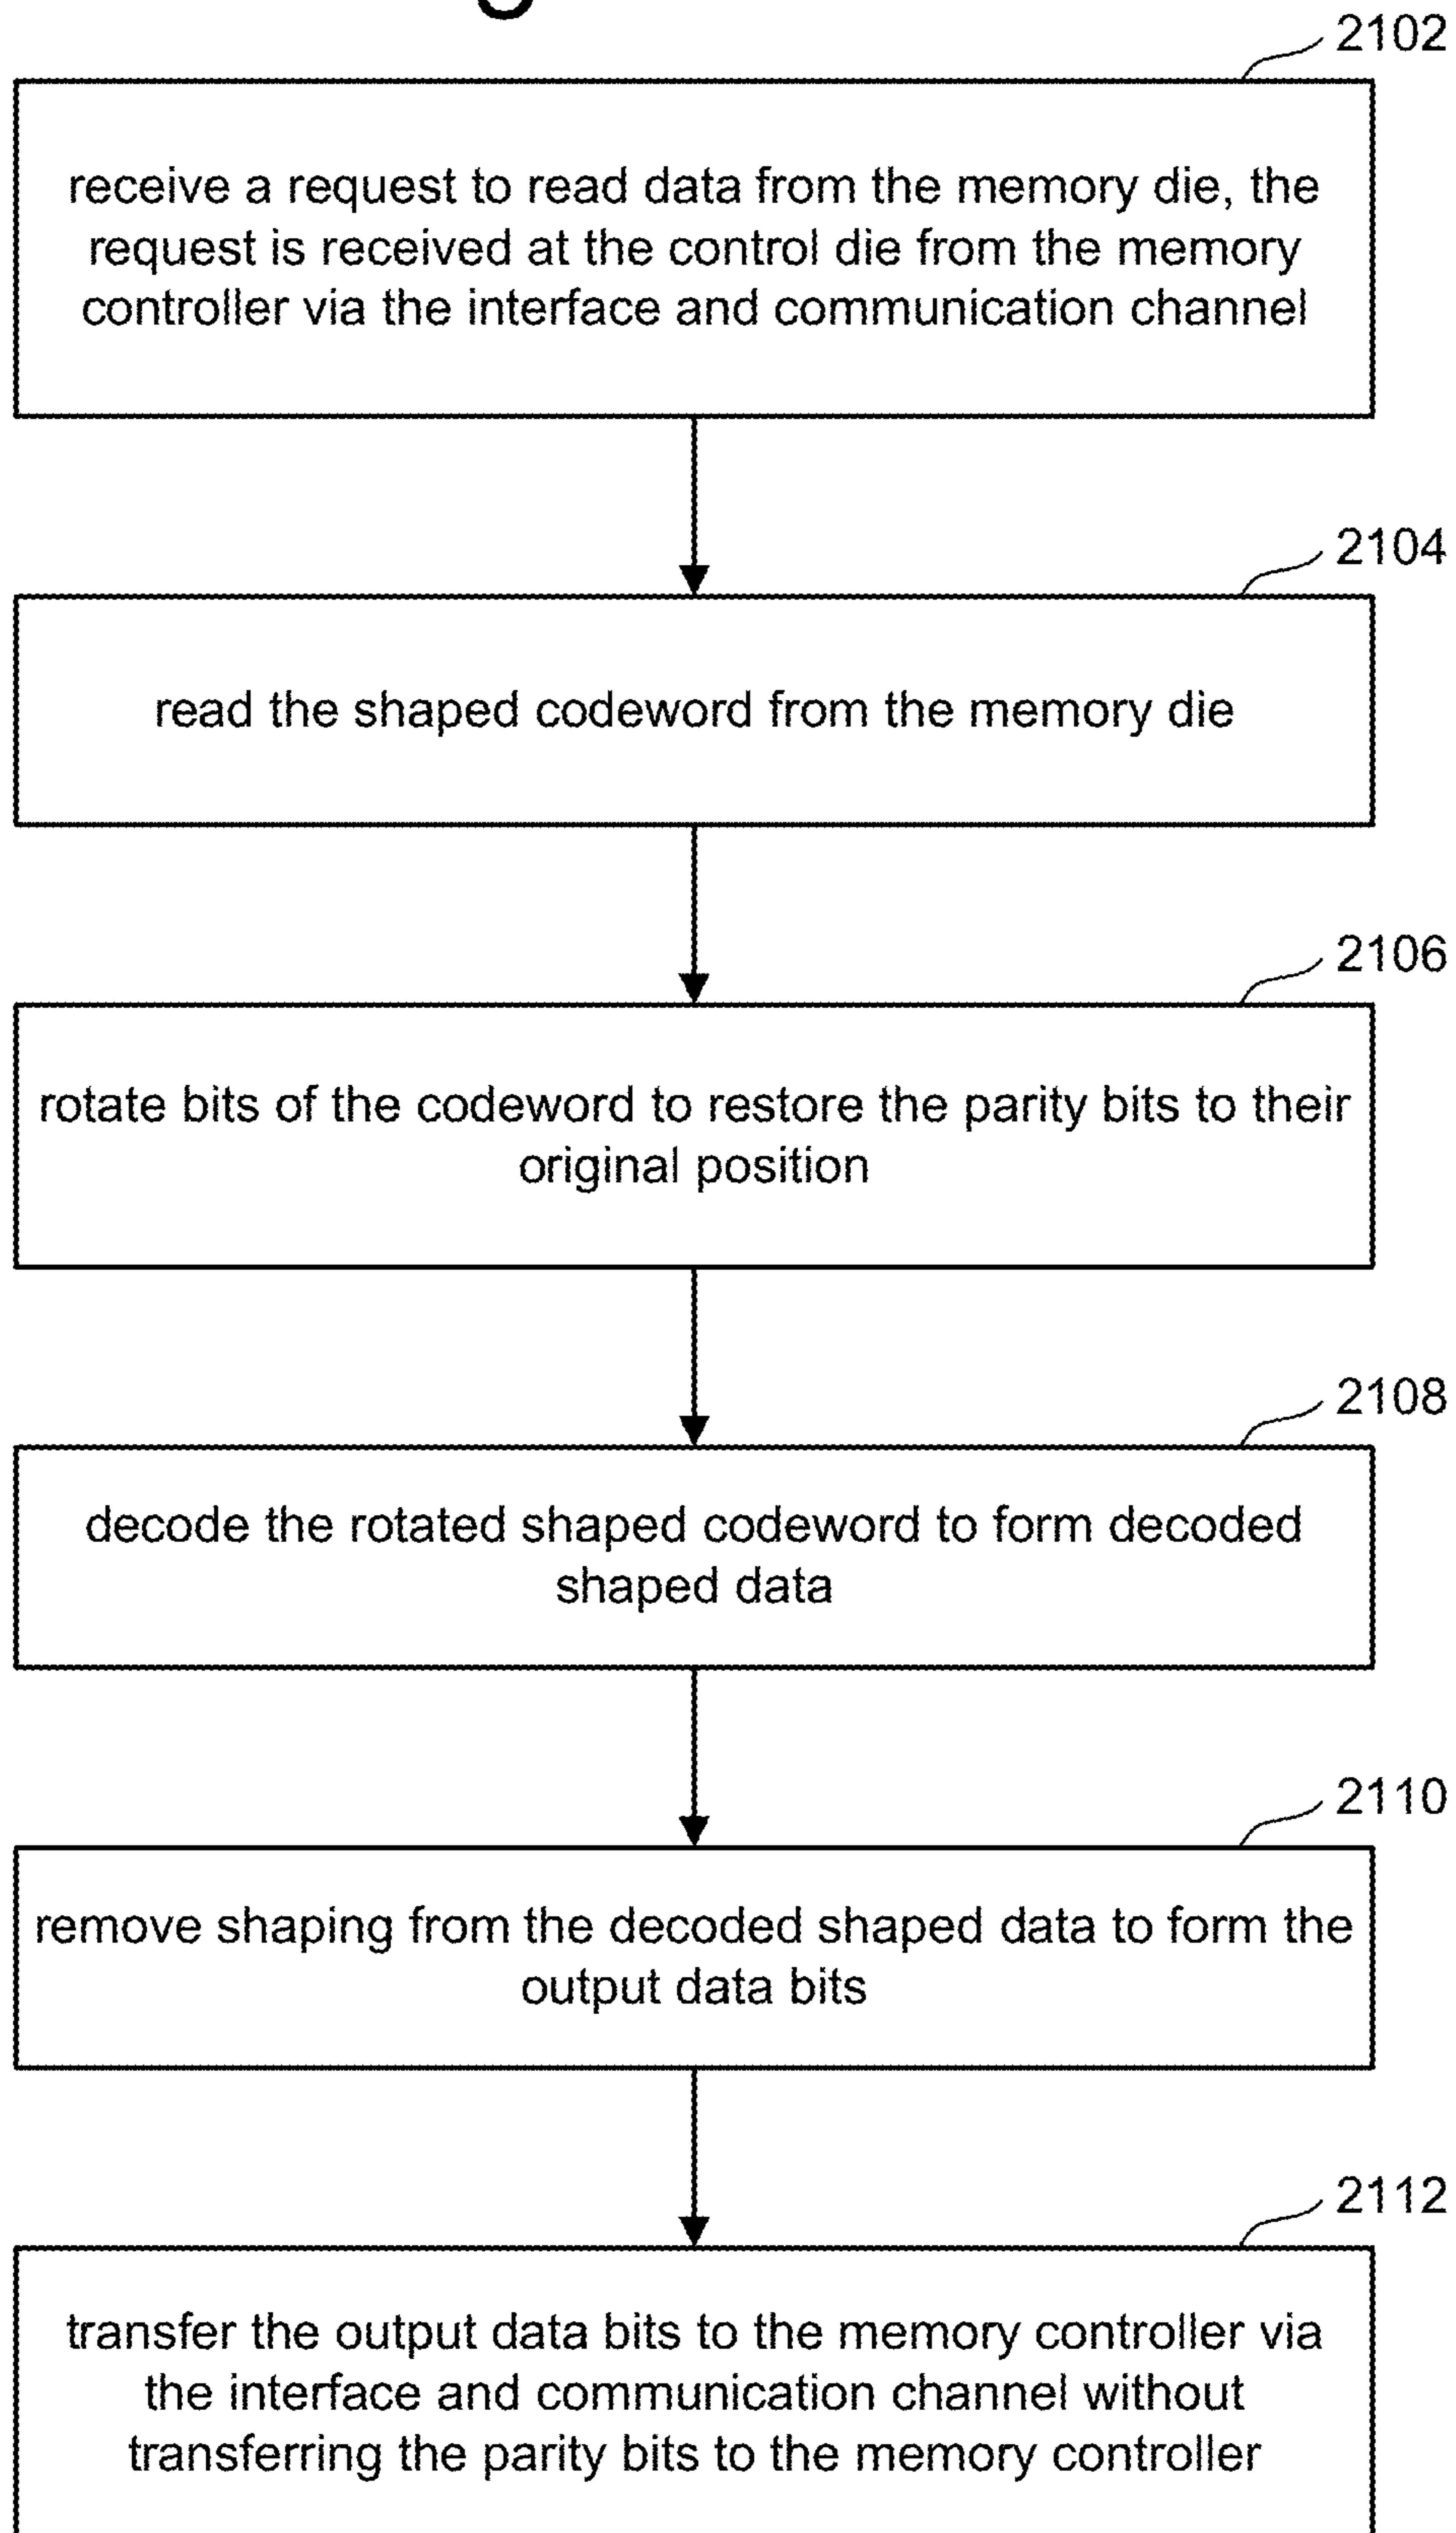 2102
receive a request to read data from the memory die, the
request is received at the control die from the memory
controller via the interface and communication channel
2104
read the shaped codeword from the memory die
2106
rotate bits of the codeword to restore the parity bits to their
original position
2108
decode the rotated shaped codeword to form decoded
shaped data
2110
remove shaping from the decoded shaped data to form the
output data bits
2112
transfer the output data bits to the memory controller via
the interface and communication channel without
transferring the parity bits to the memory controller